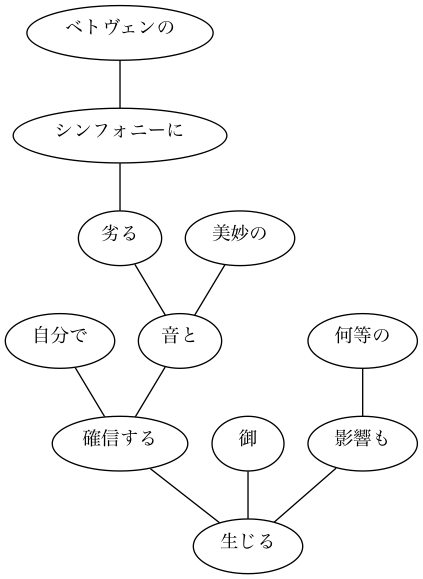 ベトヴェンの
シンフォニーに
劣る
美妙の
自分で
音と
何等の
確信する
御
影響も
生じる